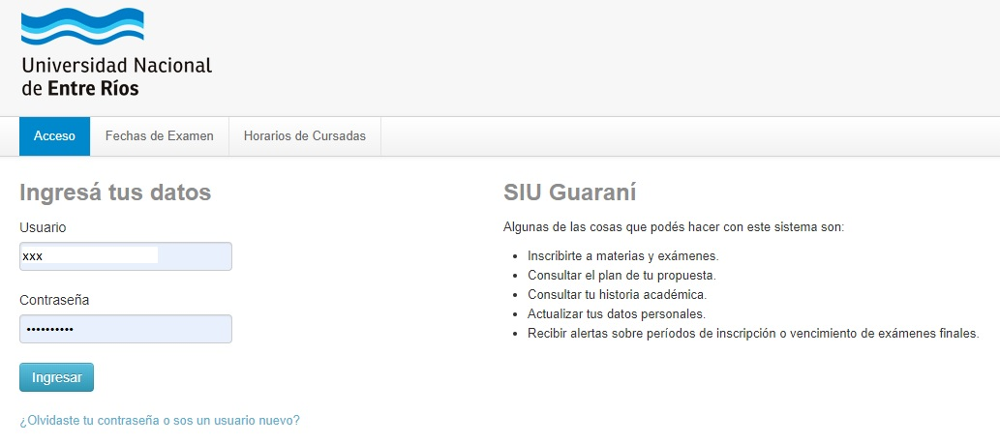 Universidad Nacional
de Entre Ríos
Acceso
Fechas de Examen
Horarios de Cursadas
Ingresá tus datos
Usuario
xxx
Contraseña
••••••••••
Ingresar
¿Olvidaste tu contraseña o sos un usuario nuevo?
SIU Guaraní
Algunas de las cosas que podés hacer con este sistema son:
• Inscribirte a materias y exámenes.
• Consultar el plan de tu propuesta.
• Consultar tu historia académica.
• Actualizar tus datos personales.
• Recibir alertas sobre períodos de inscripción o vencimiento de exámenes finales.